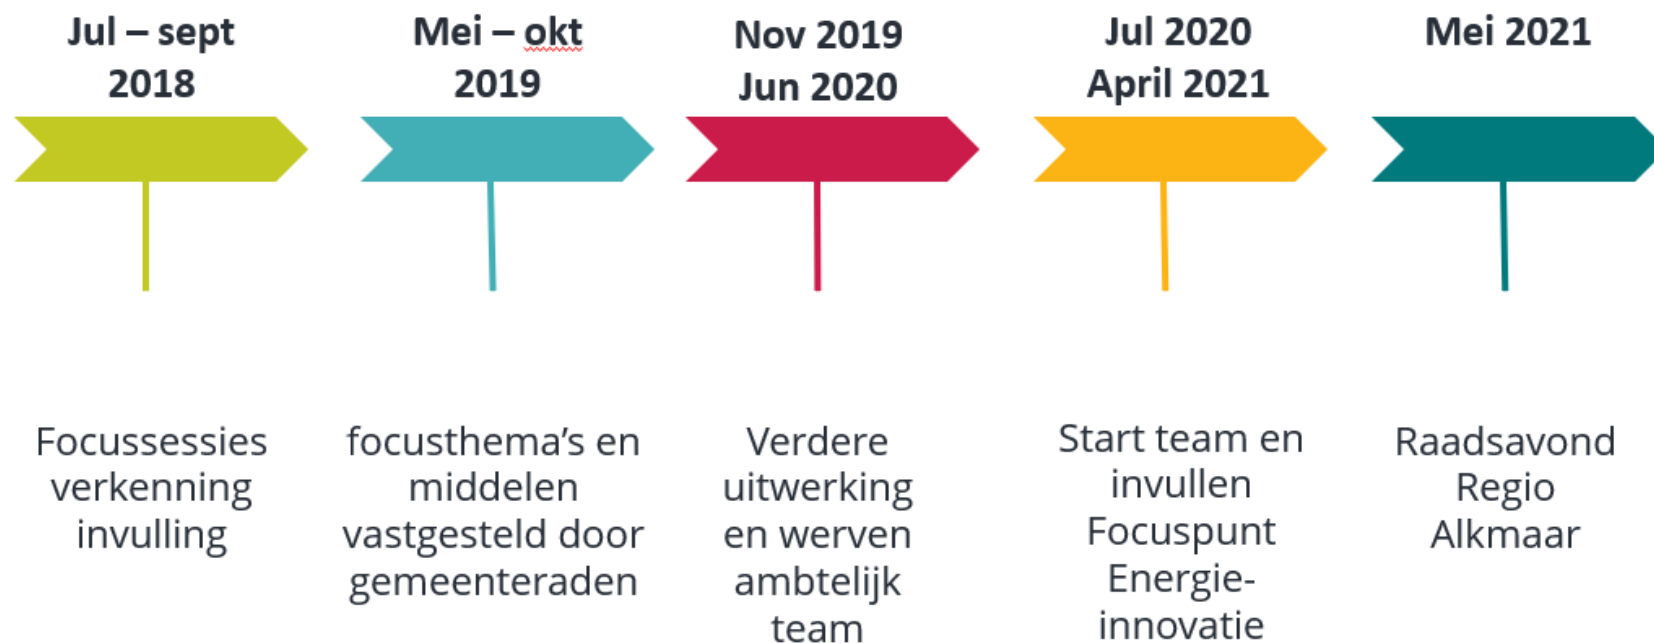 Jul – sept
2018
Mei – okt
2019
Nov 2019
Jun 2020
Jul 2020
April 2021
Mei 2021
Focussessies
verkenning
invulling
focusthema’s en
middelen
vastgesteld door
gemeenteraden
Verdere
uitwerking
en werven
ambtelijk
team
Start team en
invullen
Focuspunt
Energie-
innovatie
Raadsavond
Regio
Alkmaar